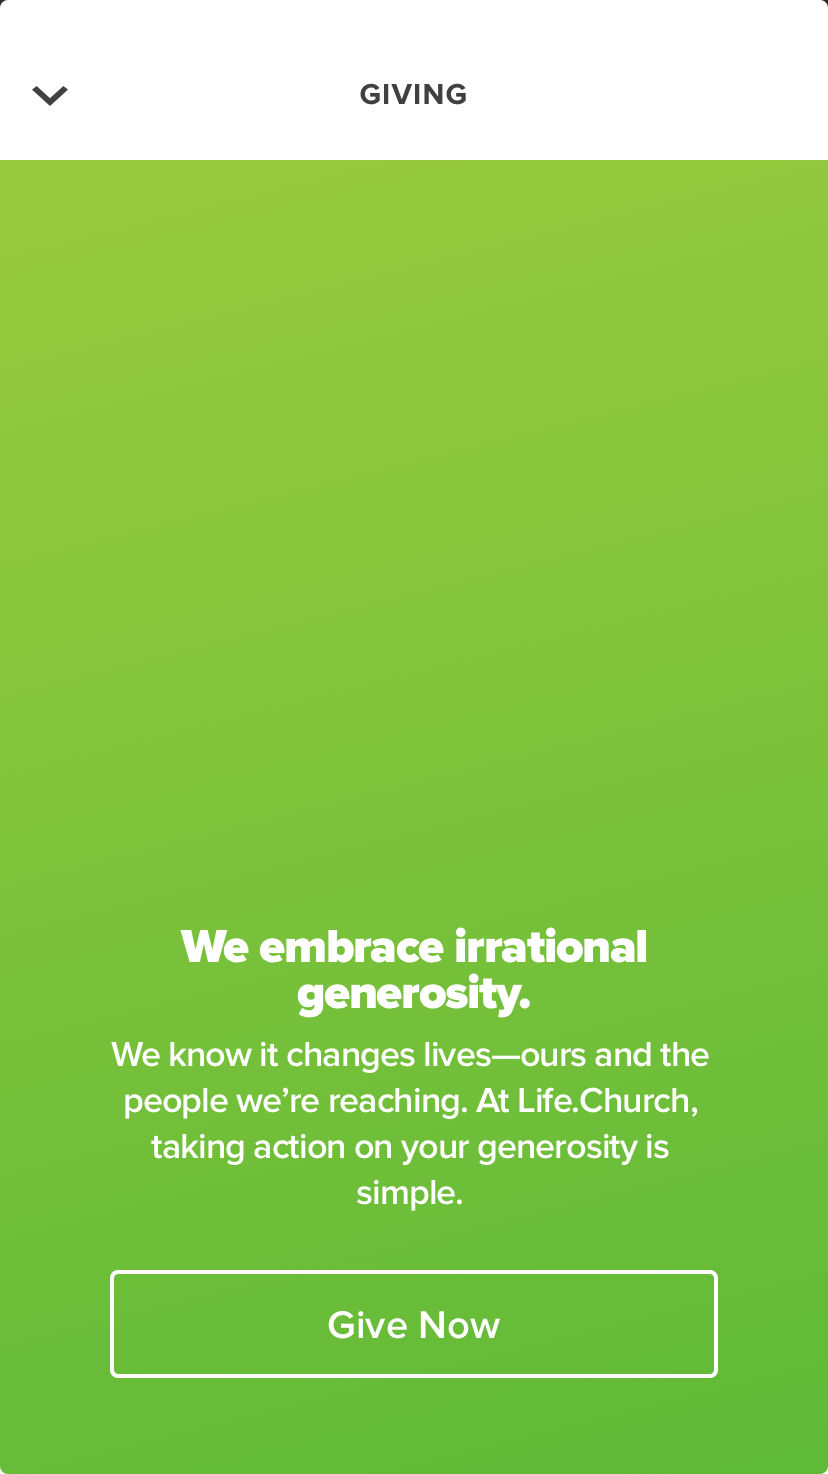 GIVING
We embrace irrational
generosity.
We know it changes lives—ours and the
people we’re reaching. At Life.Church,
taking action on your generosity is
simple.
Give Now